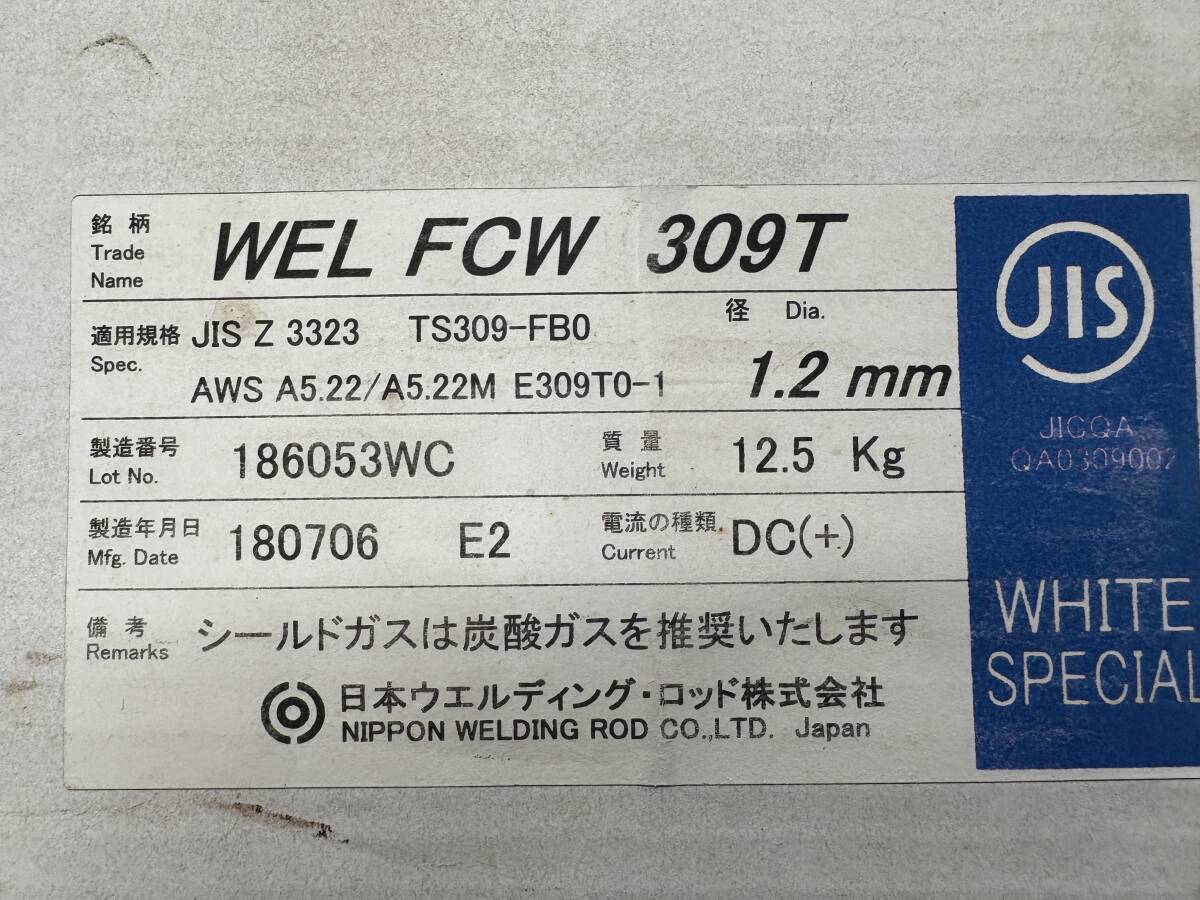 銘柄 WEL FCW 309T
Trade
Name
適用規格 JIS Z 3323 TS309-FB0 径 Dia.
Spec.
AWS A5.22/A5.22M E309T0-1 1.2 mm
製造番号 186053WC 質量 12.5 Kg
Lot No. Weight
製造年月日 180706 E2 電流の種類 DC(+)
Mfg. Date Current
備考 シールドガスは炭酸ガスを推奨いたします
Remarks
日本ウエルディング・ロッド株式会社
NIPPON WELDING ROD CO.,LTD. Japan
JIS
JICQA
QA0309002
WHITE
SPECIAL